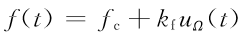 f(t) = f_c + k_f u_Ω(t)